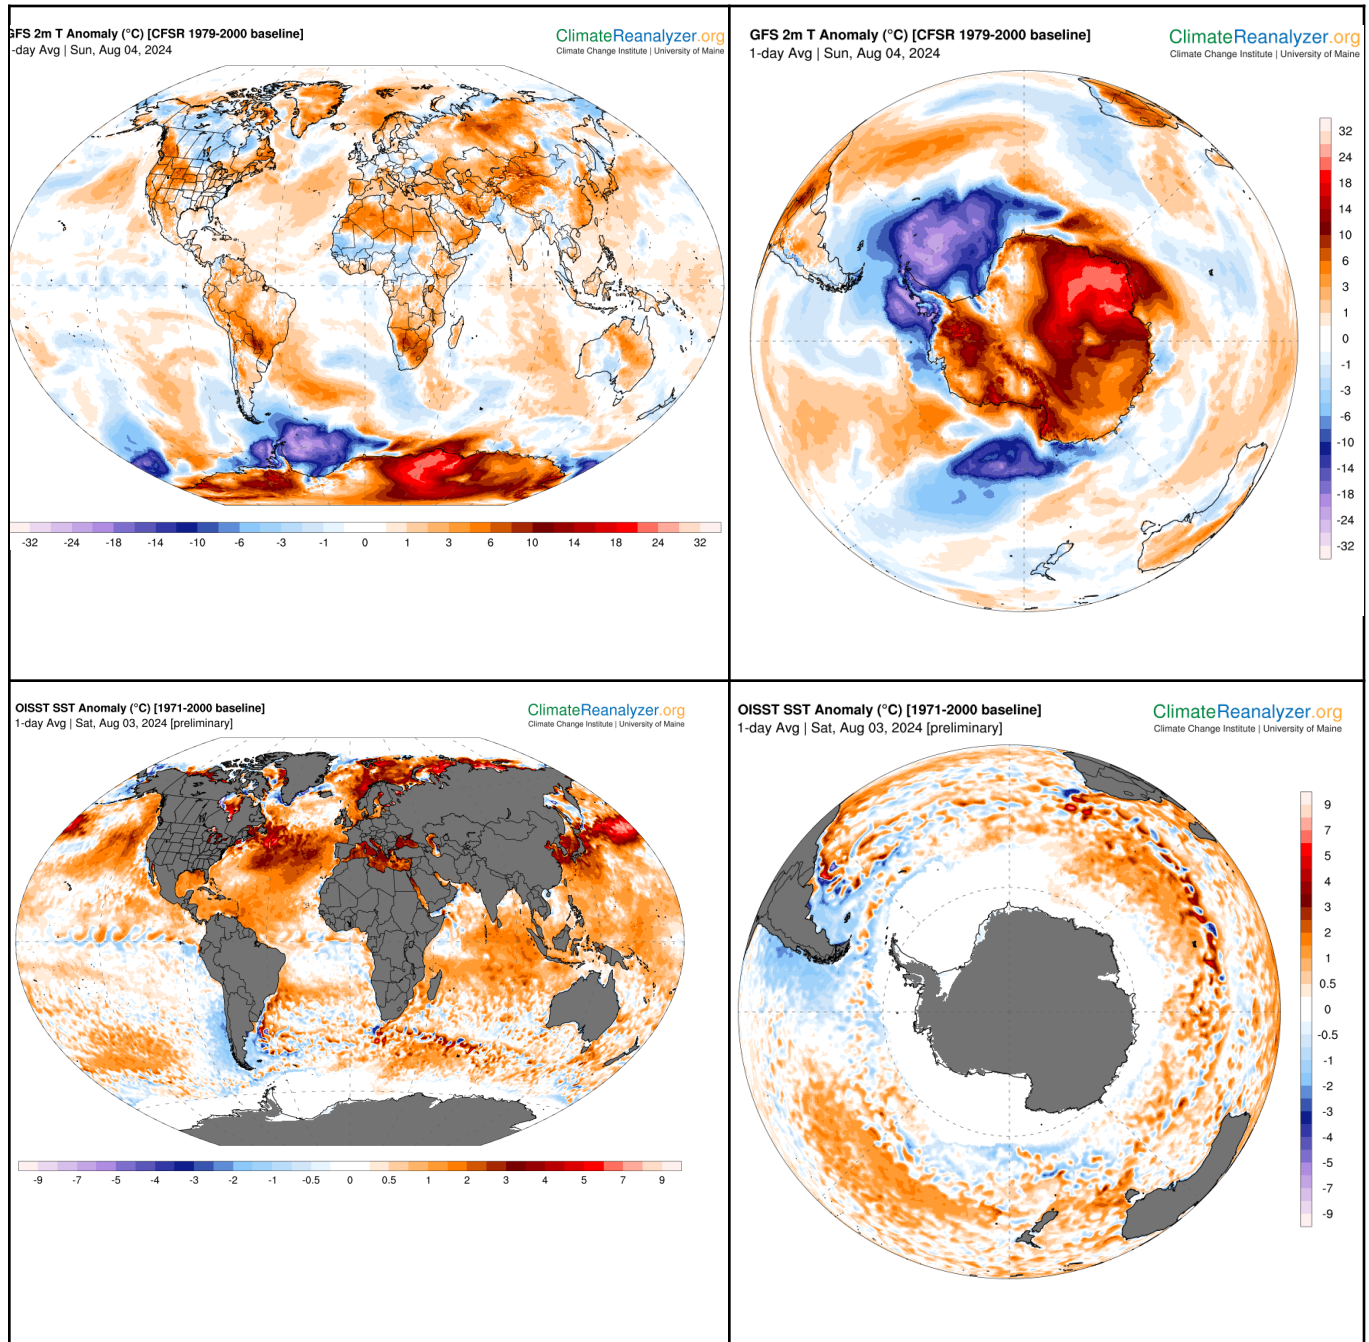 GFS 2m T Anomaly (°C) [CFSR 1979-2000 baseline]
-day Avg | Sun, Aug 04, 2024
ClimateReanalyzer.org
Climate Change Institute | University of Maine
-32 -24 -18 -14 -10 -6 -3 -1 0 1 3 6 10 14 18 24 32
GFS 2m T Anomaly (°C) [CFSR 1979-2000 baseline]
1-day Avg | Sun, Aug 04, 2024
ClimateReanalyzer.org
Climate Change Institute | University of Maine
32
24
18
14
10
6
3
1
0
-1
-3
-6
-10
-14
-18
-24
-32
OISST SST Anomaly (°C) [1971-2000 baseline]
1-day Avg | Sat, Aug 03, 2024 [preliminary]
ClimateReanalyzer.org
Climate Change Institute | University of Maine
-9 -7 -5 -4 -3 -2 -1 -0.5 0 0.5 1 2 3 4 5 7 9
OISST SST Anomaly (°C) [1971-2000 baseline]
1-day Avg | Sat, Aug 03, 2024 [preliminary]
ClimateReanalyzer.org
Climate Change Institute | University of Maine
9
7
5
4
3
2
1
0.5
0
-0.5
-1
-2
-3
-4
-5
-7
-9